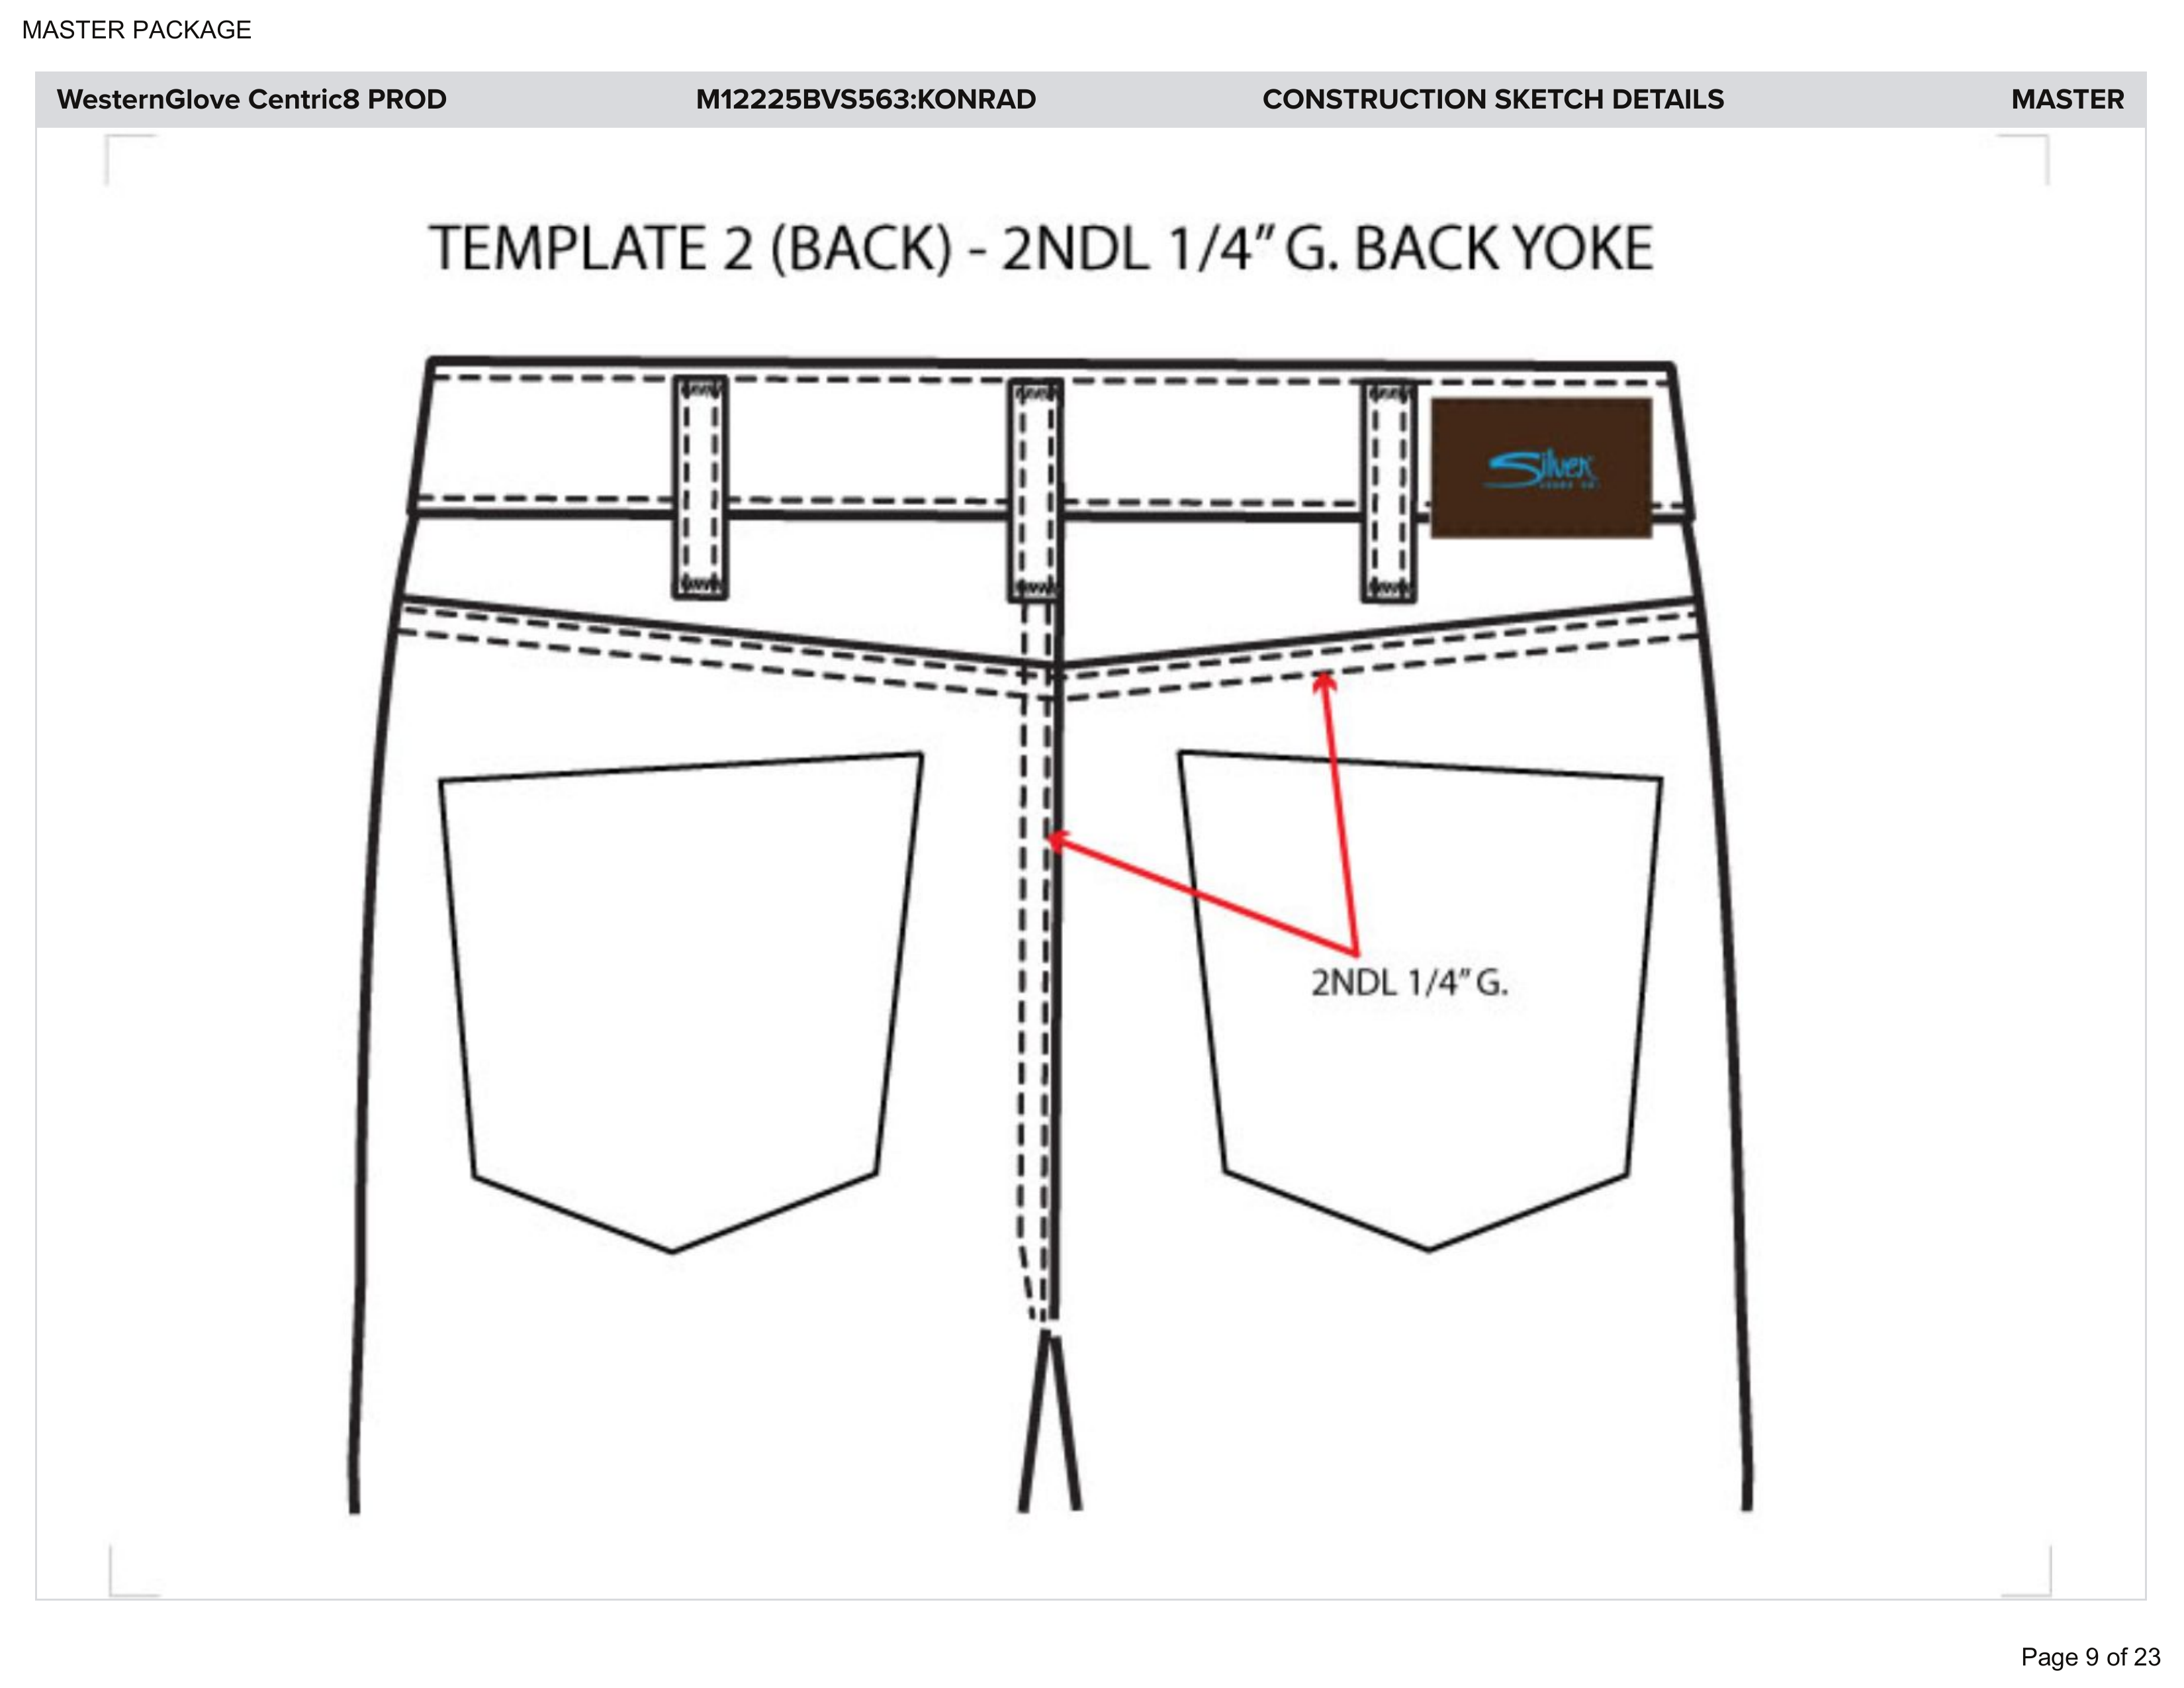 MASTER PACKAGE
WesternGlove Centric8 PROD M12225BVS563:KONRAD CONSTRUCTION SKETCH DETAILS MASTER
TEMPLATE 2 (BACK) - 2NDL 1/4" G. BACK YOKE
Silver
2NDL 1/4" G.
Page 9 of 23